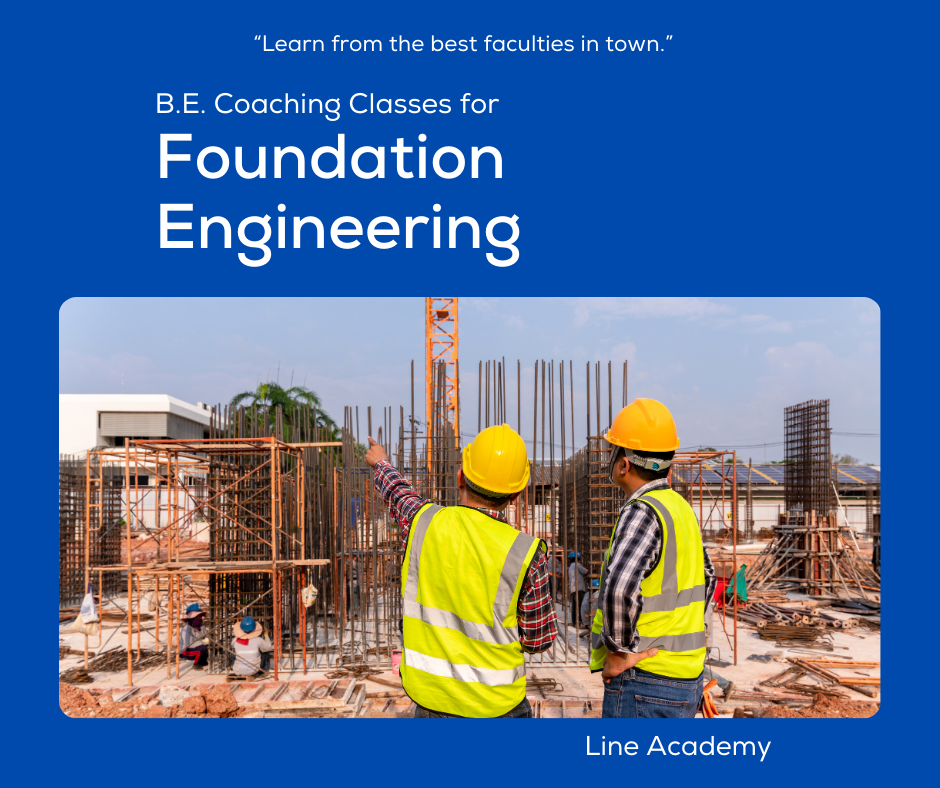 “Learn from the best faculties in town.”
B.E. Coaching Classes for
Foundation
Engineering
Line Academy